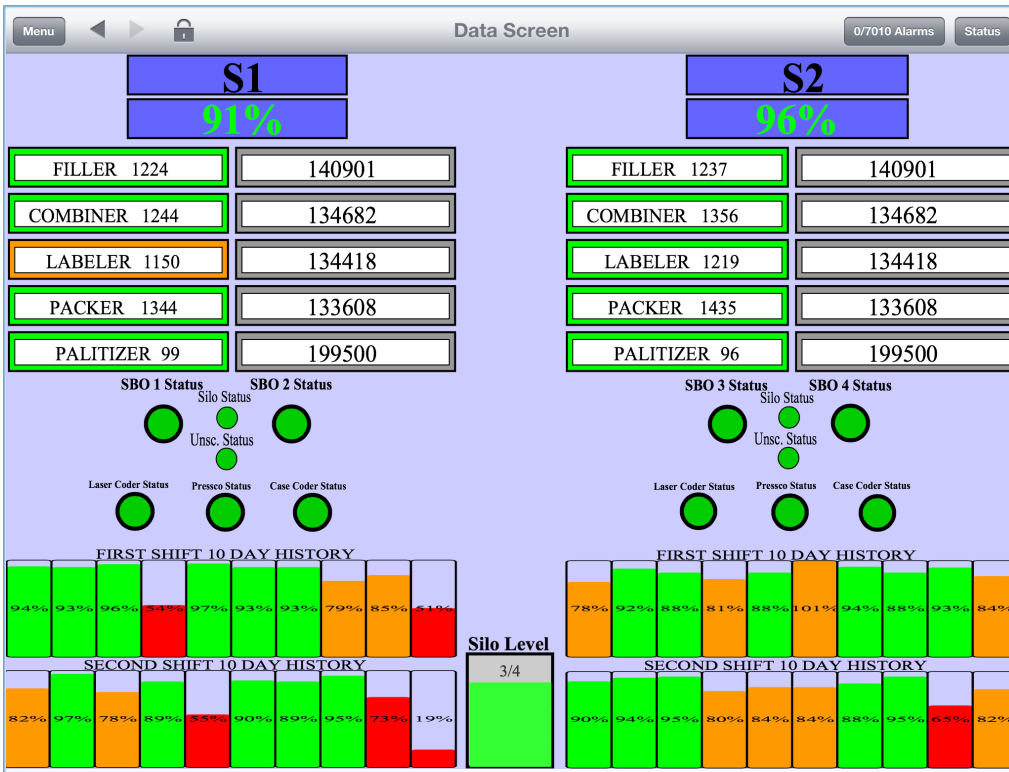 Menu
Data Screen
0/7010 Alarms
Status
S1
91%
FILLER 1224 140901
COMBINER 1244 134682
LABELER 1150 134418
PACKER 1344 133608
PALITIZER 99 199500
SBO 1 Status SBO 2 Status
Silo Status
Unsc. Status
Laser Coder Status Pressco Status Case Coder Status
FIRST SHIFT 10 DAY HISTORY
94% 93% 96% 54% 97% 93% 93% 79% 85% 51%
SECOND SHIFT 10 DAY HISTORY
82% 97% 78% 89% 55% 90% 89% 95% 73% 19%
Silo Level
3/4
S2
96%
FILLER 1237 140901
COMBINER 1356 134682
LABELER 1219 134418
PACKER 1435 133608
PALITIZER 96 199500
SBO 3 Status SBO 4 Status
Silo Status
Unsc. Status
Laser Coder Status Pressco Status Case Coder Status
FIRST SHIFT 10 DAY HISTORY
78% 92% 88% 81% 88% 101% 94% 88% 93% 84%
SECOND SHIFT 10 DAY HISTORY
90% 94% 95% 80% 84% 84% 88% 95% 65% 82%